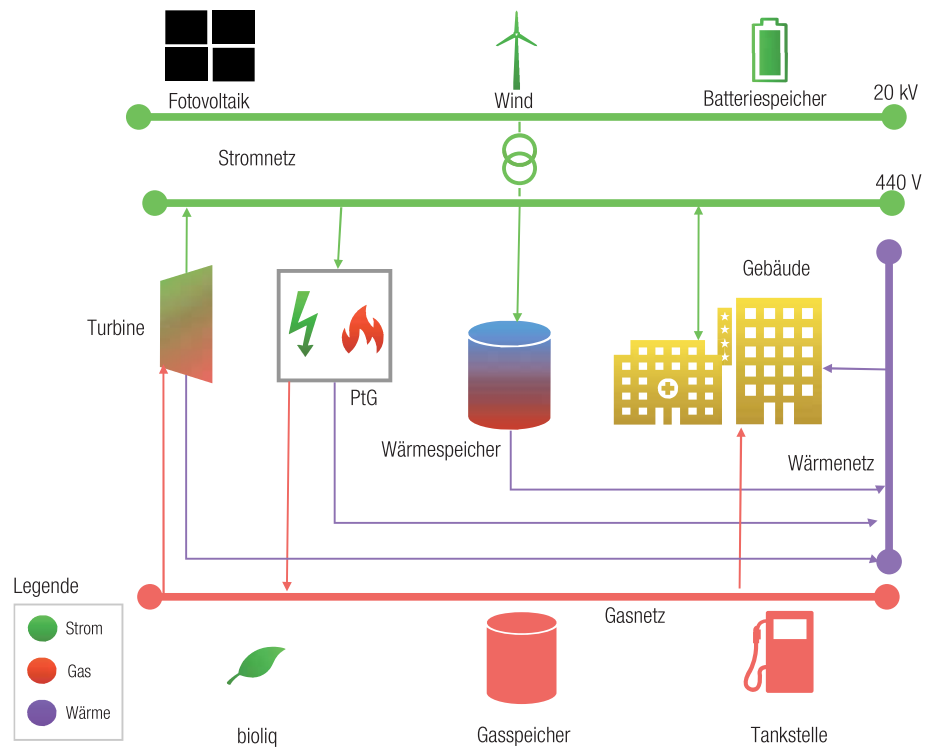 Fotovoltaik
Wind
Batteriespeicher
20 kV
Stromnetz
440 V
Gebäude
Turbine
PtG
Wärmespeicher
Wärmenetz
Legende
Gasnetz
Strom
Gas
Wärme
bioliq
Gasspeicher
Tankstelle